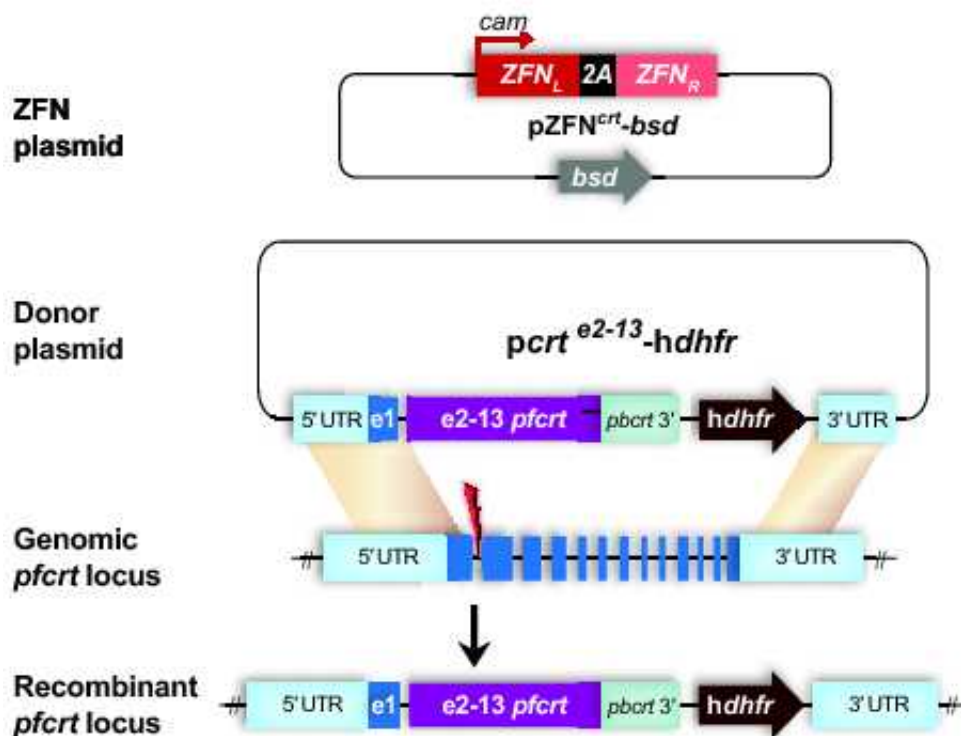 cam
ZFN
plasmid
ZFNL 2A ZFNR
pZFNcrt-bsd
bsd
Donor
plasmid
pcrt e2-13-hdhfr
5' UTR e1 e2-13 pfcrt pbcrt 3' hdhfr 3' UTR
Genomic
pfcrt locus
5' UTR 3' UTR
Recombinant
pfcrt locus
5' UTR e1 e2-13 pfcrt pbcrt 3' hdhfr 3' UTR